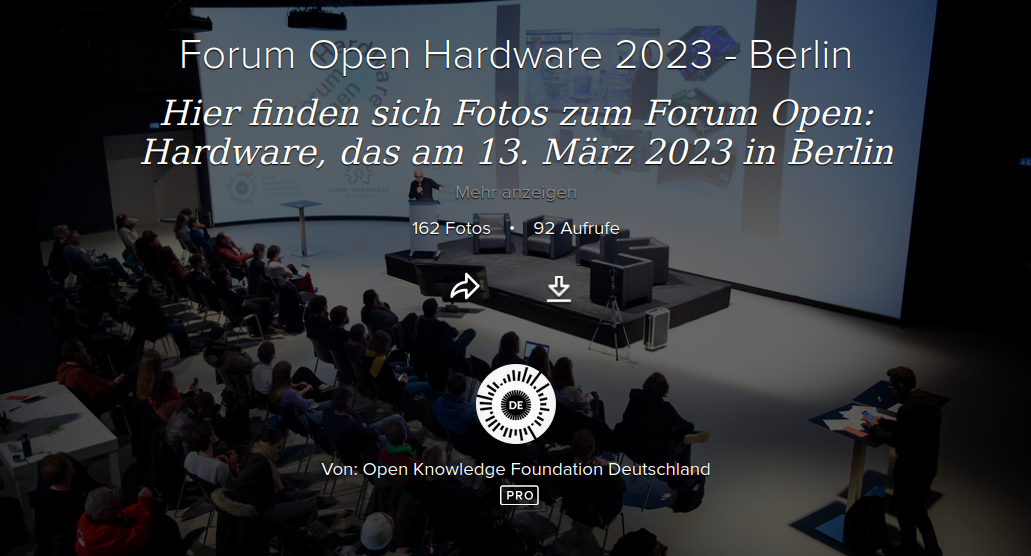 Forum Open Hardware 2023 - Berlin
Hier finden sich Fotos zum Forum Open:
Hardware, das am 13. März 2023 in Berlin
Mehr anzeigen
162 Fotos • 92 Aufrufe
DE
Von: Open Knowledge Foundation Deutschland
PRO